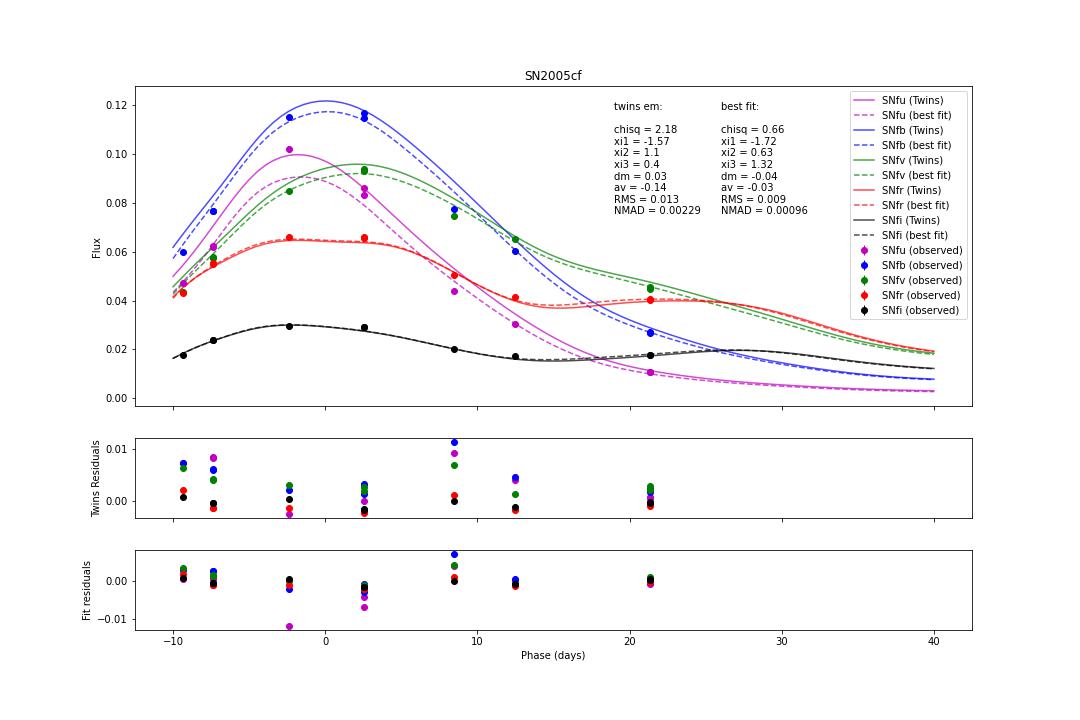 SN2005cf
Flux
0.12
0.10
0.08
0.06
0.04
0.02
0.00
twins em: best fit:
chisq = 2.18 chisq = 0.66
xi1 = -1.57 xi1 = -1.72
xi2 = 1.1 xi2 = 0.63
xi3 = 0.4 xi3 = 1.32
dm = 0.03 dm = -0.04
av = -0.14 av = -0.03
RMS = 0.013 RMS = 0.009
NMAD = 0.00229 NMAD = 0.00096
SNfu (Twins)
SNfu (best fit)
SNfb (Twins)
SNfb (best fit)
SNfv (Twins)
SNfv (best fit)
SNfr (Twins)
SNfr (best fit)
SNfi (Twins)
SNfi (best fit)
SNfu (observed)
SNfb (observed)
SNfv (observed)
SNfr (observed)
SNfi (observed)
Twins Residuals
0.01
0.00
Fit residuals
0.00
−0.01
−10 0 10 20 30 40
Phase (days)